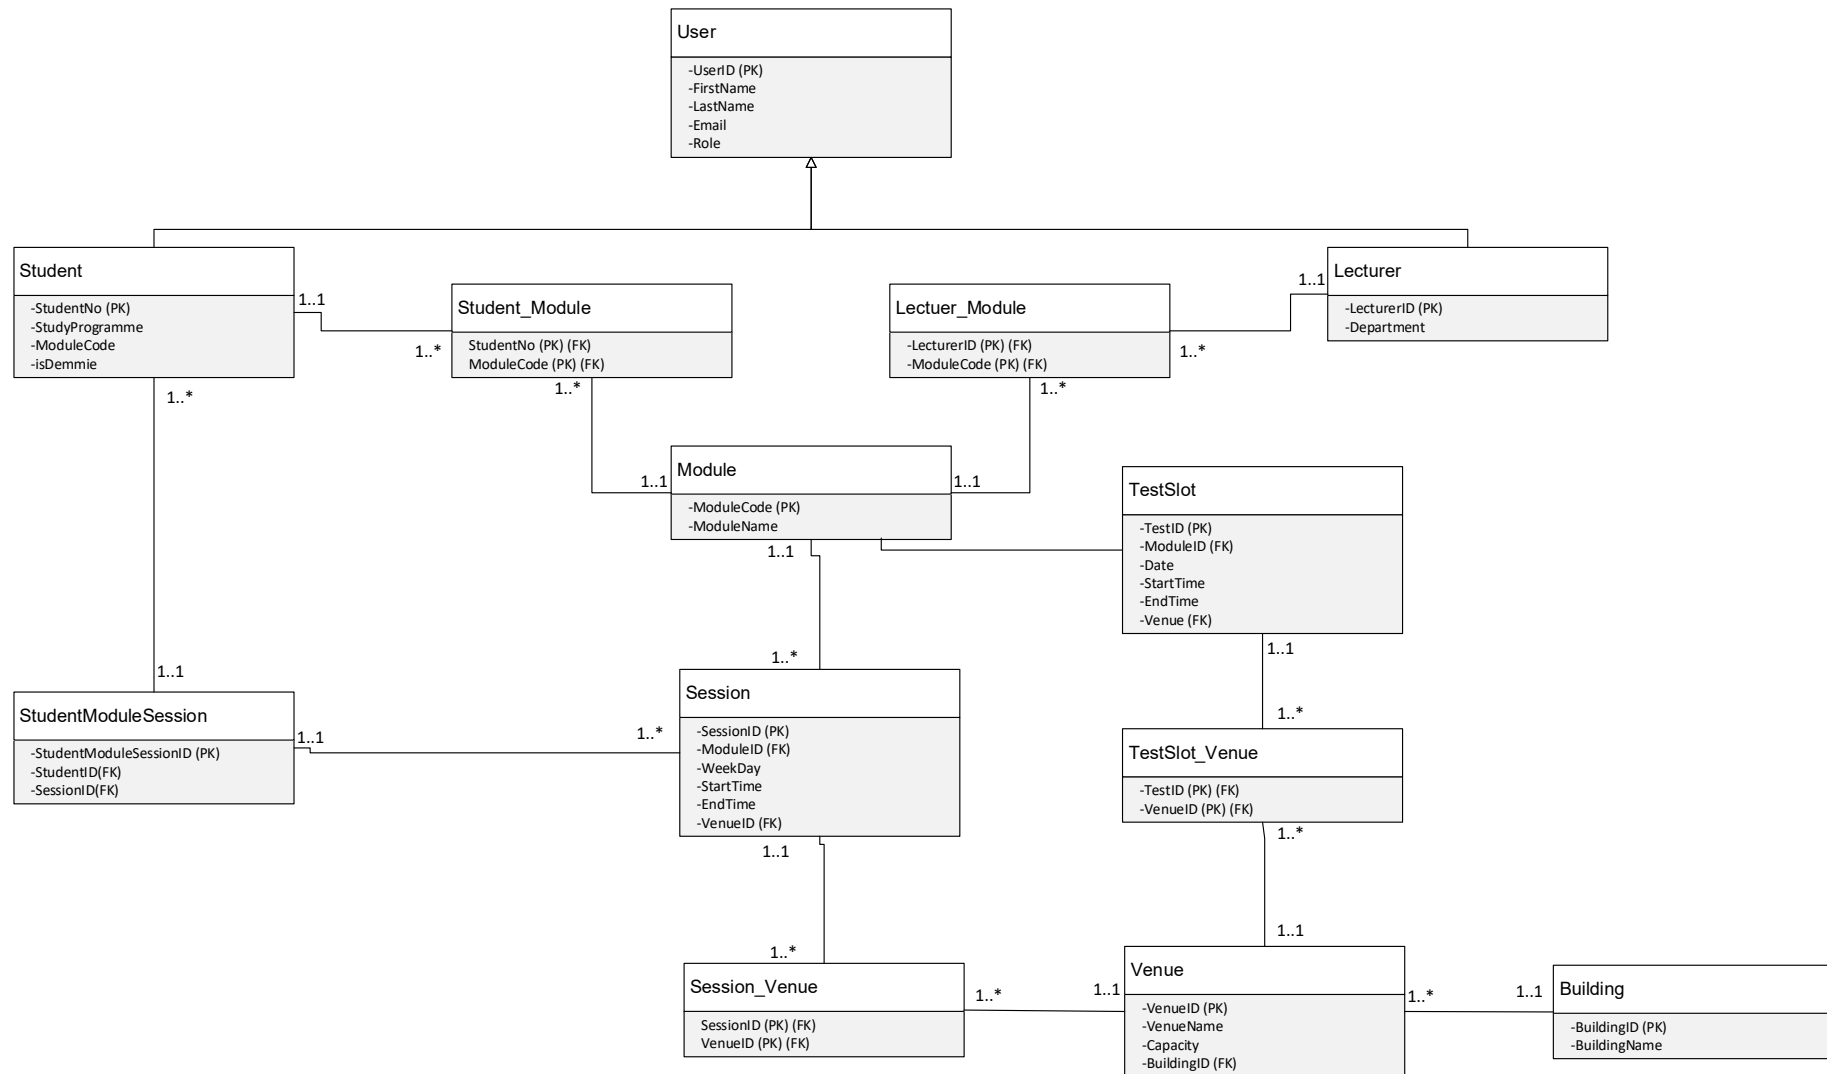 User
-UserID (PK)
-FirstName
-LastName
-Email
-Role
Student
-StudentNo (PK)
-StudyProgramme
-ModuleCode
-isDemmie
1..1
1..*
Student_Module
StudentNo (PK) (FK)
ModuleCode (PK) (FK)
1..*
Lectuer_Module
-LecturerID (PK) (FK)
-ModuleCode (PK) (FK)
1..*
1..*
1..1
Lecturer
-LecturerID (PK)
-Department
1..*
1..1
Module
-ModuleCode (PK)
-ModuleName
1..1
1..1
TestSlot
-TestID (PK)
-ModuleID (FK)
-Date
-StartTime
-EndTime
-Venue (FK)
1..1
1..1
StudentModuleSession
-StudentModuleSessionID (PK)
-StudentID(FK)
-SessionID(FK)
1..1
1..*
1..*
Session
-SessionID (PK)
-ModuleID (FK)
-WeekDay
-StartTime
-EndTime
-VenueID (FK)
1..1
1..*
TestSlot_Venue
-TestID (PK) (FK)
-VenueID (PK) (FK)
1..*
1..*
Session_Venue
SessionID (PK) (FK)
VenueID (PK) (FK)
1..*
1..1
1..1
Venue
-VenueID (PK)
-VenueName
-Capacity
-BuildingID (FK)
1..*
1..1
Building
-BuildingID (PK)
-BuildingName